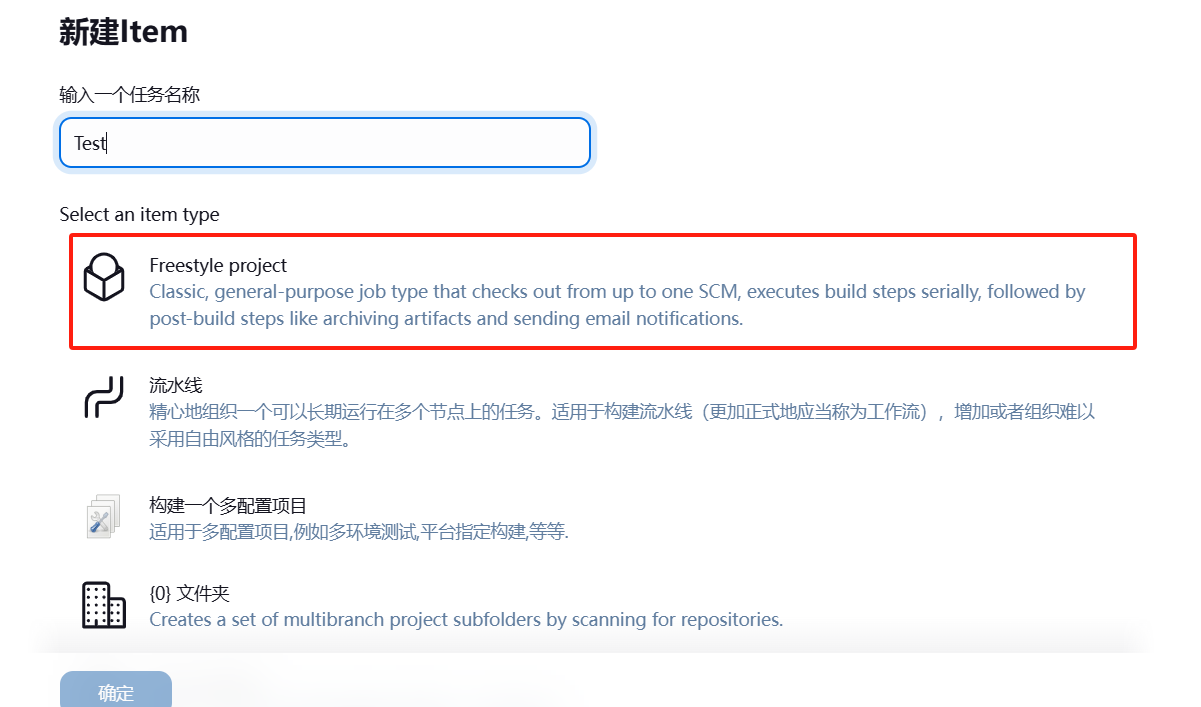 新建Item
输入一个任务名称
Test
Select an item type
Freestyle project
Classic, general-purpose job type that checks out from up to one SCM, executes build steps serially, followed by
post-build steps like archiving artifacts and sending email notifications.
流水线
精心地组织一个可以长期运行在多个节点上的任务。适用于构建流水线（更加正式地应当称为工作流），增加或者组织难以
采用自由风格的任务类型。
构建一个多配置项目
适用于多配置项目,例如多环境测试,平台指定构建,等等.
{0} 文件夹
Creates a set of multibranch project subfolders by scanning for repositories.
确定